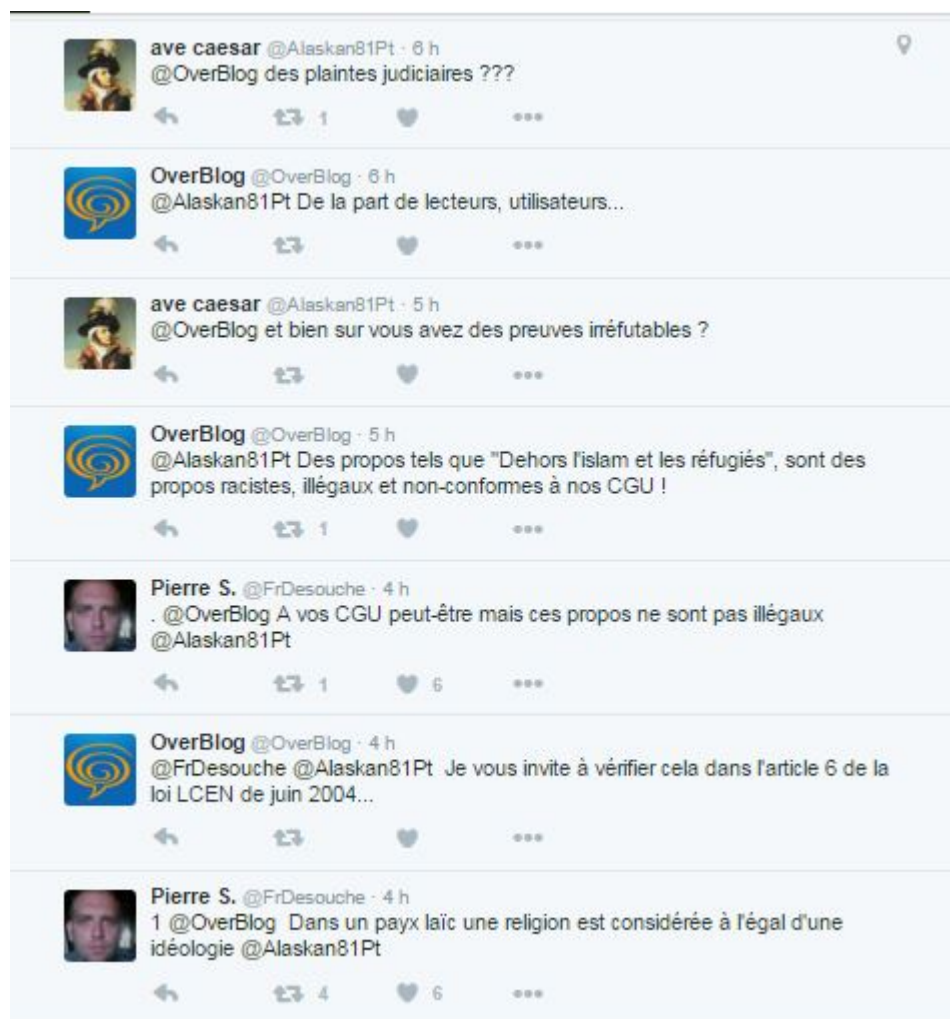 ave caesar @Alaskan81Pt · 6 h
@OverBlog des plaintes judiciaires ???
1
OverBlog @OverBlog · 6 h
@Alaskan81Pt De la part de lecteurs, utilisateurs...
ave caesar @Alaskan81Pt · 5 h
@OverBlog et bien sur vous avez des preuves irréfutables ?
OverBlog @OverBlog · 5 h
@Alaskan81Pt Des propos tels que "Dehors l'islam et les réfugiés", sont des
propos racistes, illégaux et non-conformes à nos CGU !
1
Pierre S. @FrDesouche · 4 h
. @OverBlog A vos CGU peut-être mais ces propos ne sont pas illégaux
@Alaskan81Pt
1 6
OverBlog @OverBlog · 4 h
@FrDesouche @Alaskan81Pt Je vous invite à vérifier cela dans l'article 6 de la
loi LCEN de juin 2004...
Pierre S. @FrDesouche · 4 h
1 @OverBlog Dans un payx laïc une religion est considérée à l'égal d'une
idéologie @Alaskan81Pt
4 6